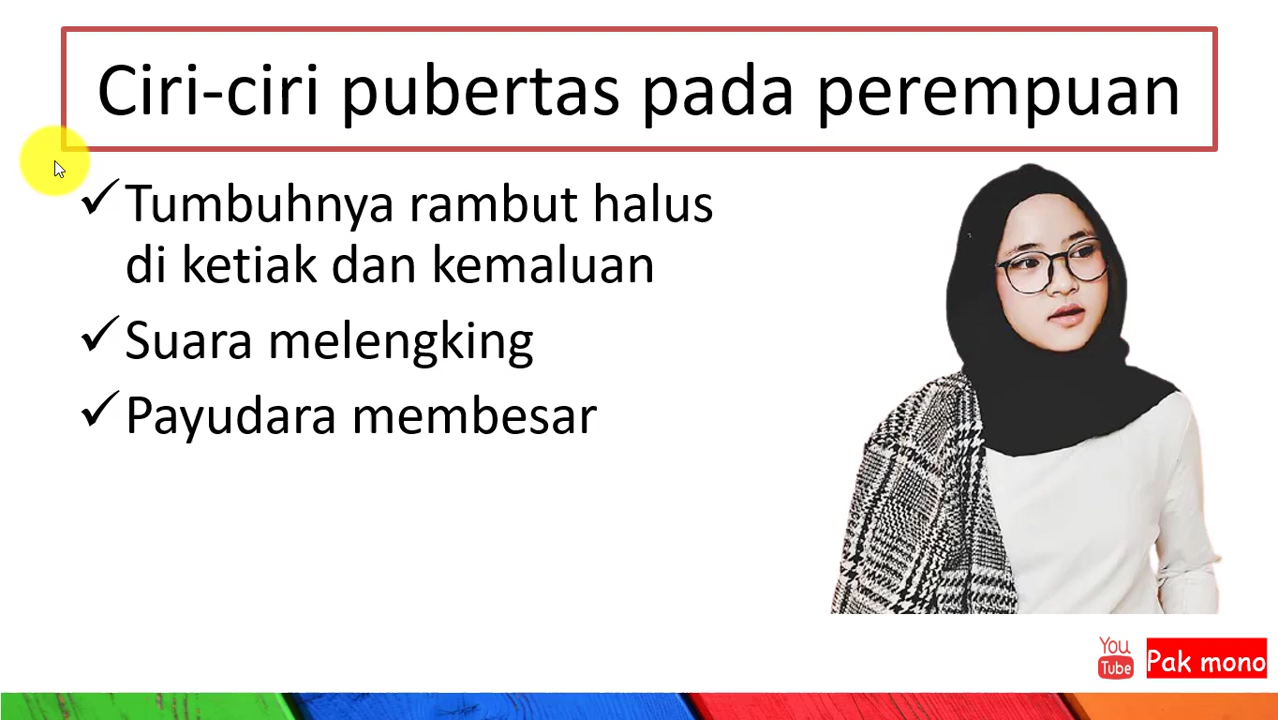 Ciri-ciri pubertas pada perempuan
✓Tumbuhnya rambut halus
di ketiak dan kemaluan
✓Suara melengking
✓Payudara membesar
You
Tube
Pak mono